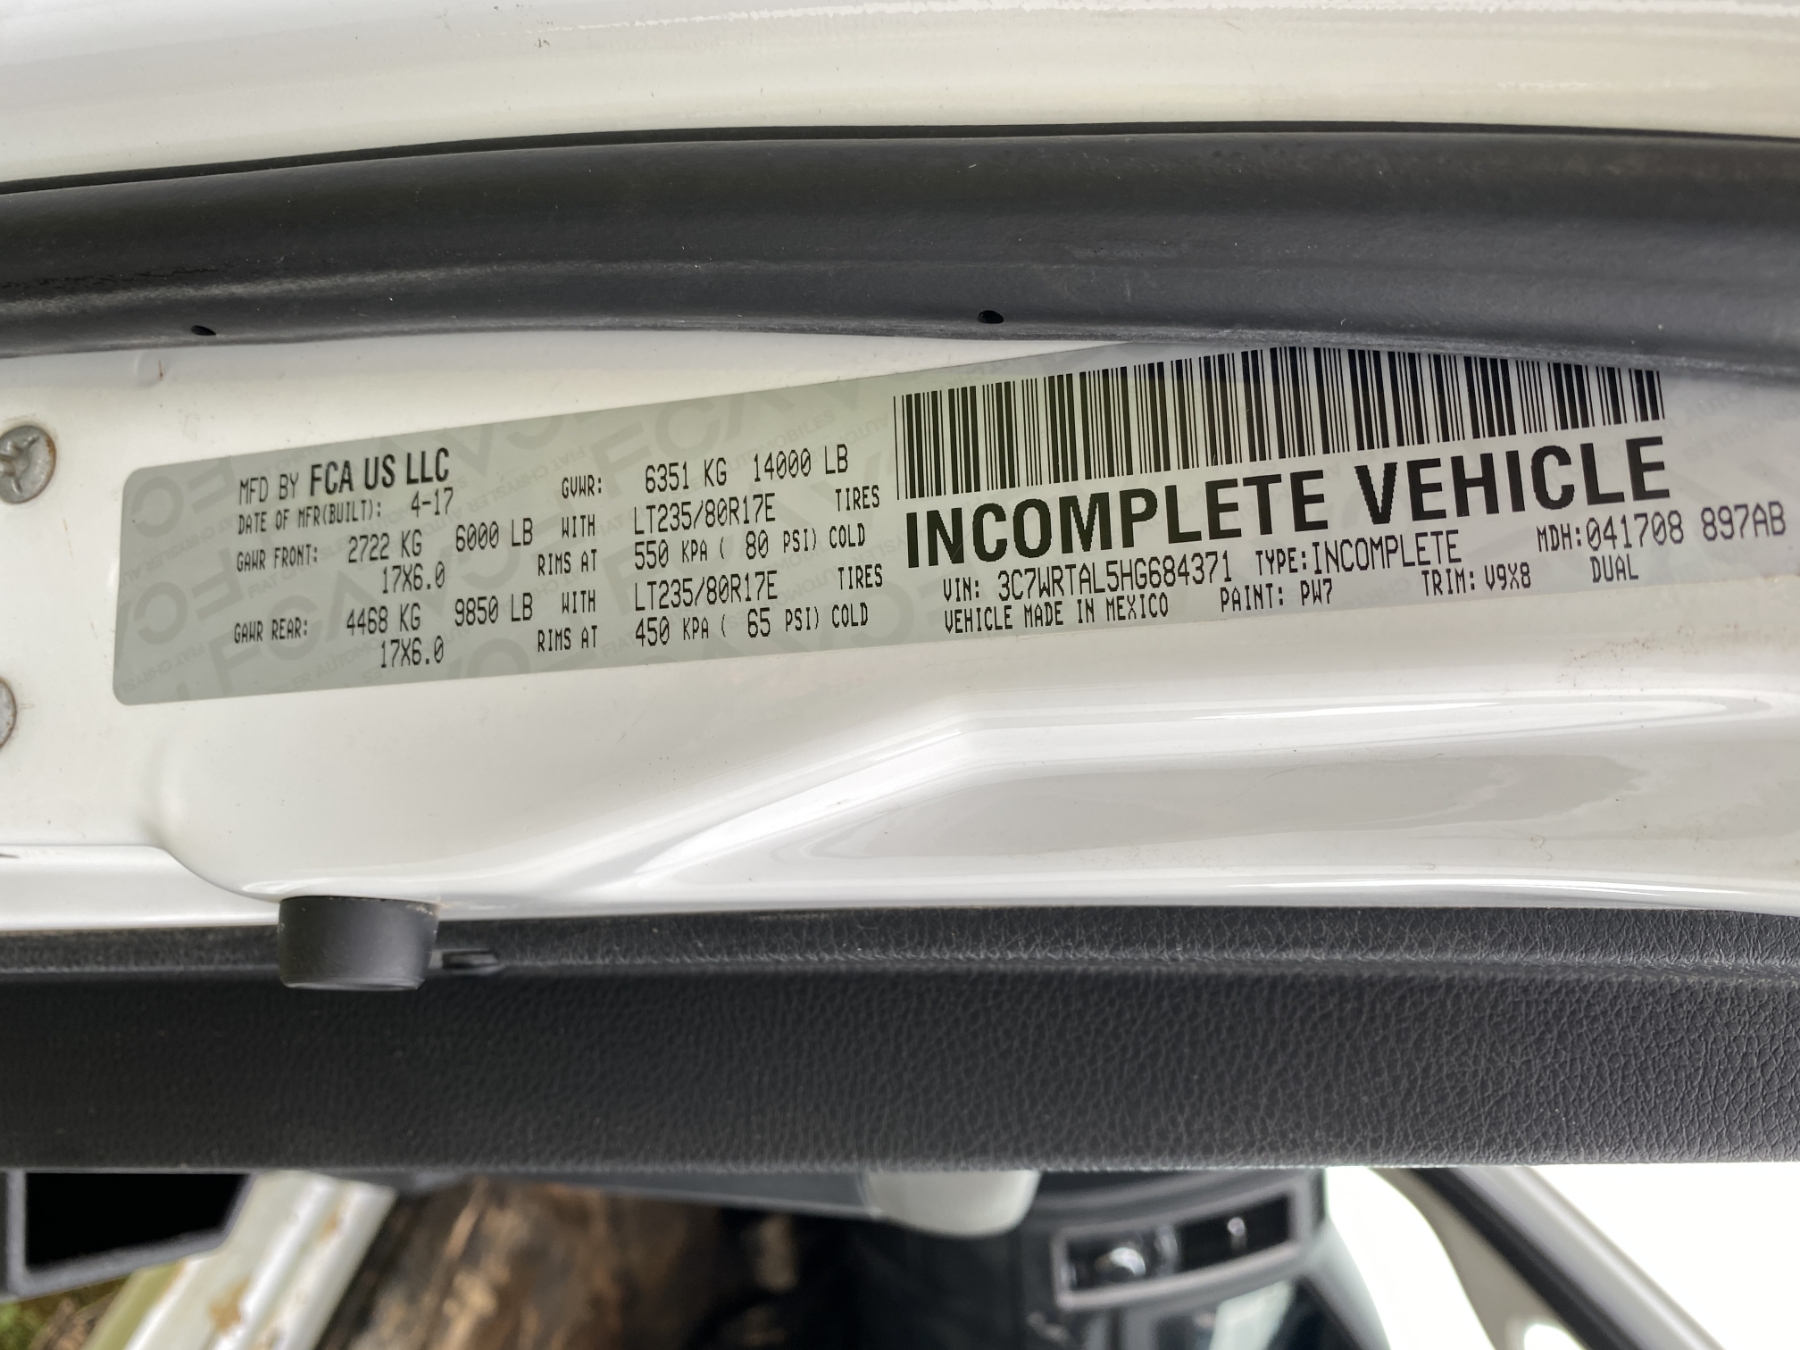 MFD BY FCA US LLC
DATE OF MFR(BUILT): 4-17 GVWR: 6351 KG 14000 LB
GAWR FRONT: 2722 KG 6000 LB WITH LT235/80R17E TIRES
17X6.0 RIMS AT 550 KPA ( 80 PSI) COLD
GAWR REAR: 4468 KG 9850 LB WITH LT235/80R17E TIRES
17X6.0 RIMS AT 450 KPA ( 65 PSI) COLD
INCOMPLETE VEHICLE
MDH:041708 897AB
VIN: 3C7WRTAL5HG684371 TYPE:INCOMPLETE DUAL
VEHICLE MADE IN MEXICO PAINT: PW7 TRIM: V9X8